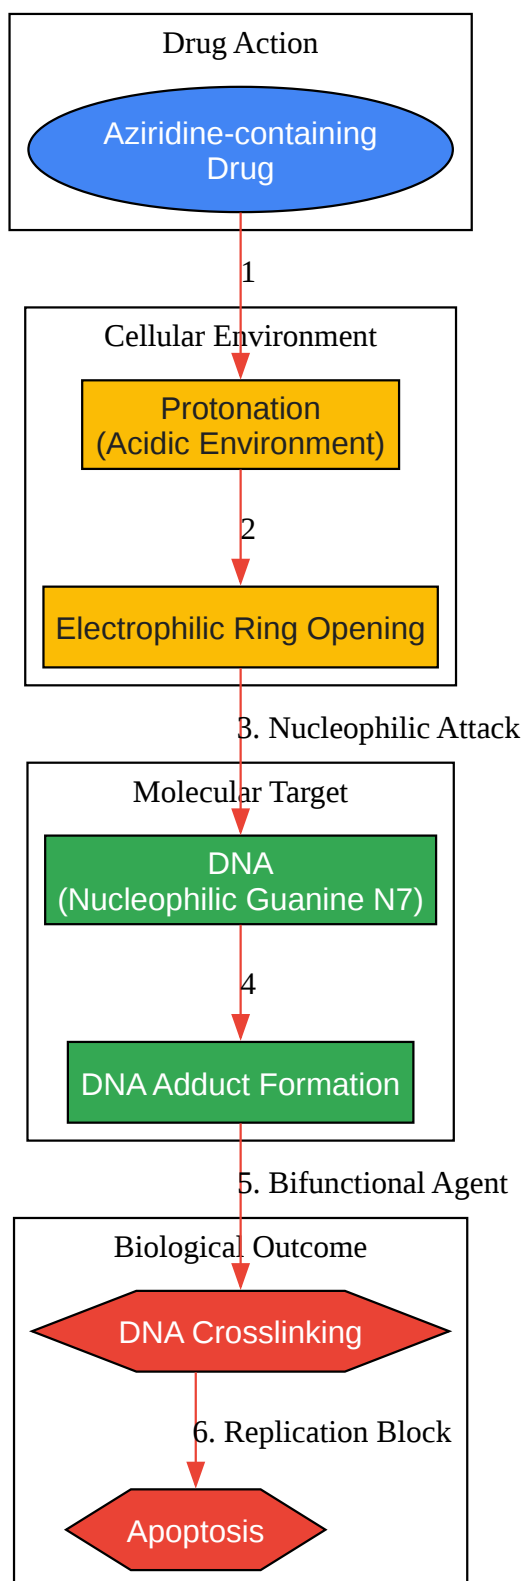 Drug Action
Aziridine-containing
Drug
1
Cellular Environment
Protonation
(Acidic Environment)
2
Electrophilic Ring Opening
3. Nucleophilic Attack
Molecular Target
DNA
(Nucleophilic Guanine N7)
4
DNA Adduct Formation
5. Bifunctional Agent
Biological Outcome
DNA Crosslinking
6. Replication Block
Apoptosis